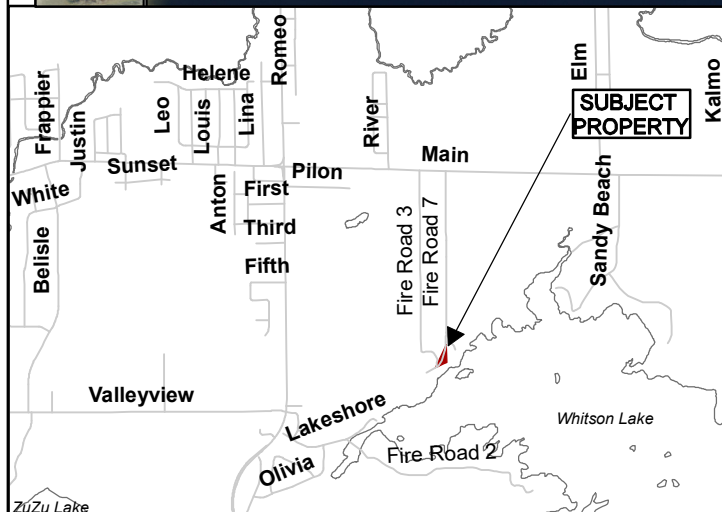 Romeo
Helene
Elm
Kalmo
Frappier
Justin
Leo
Louis
Lina
River
SUBJECT
PROPERTY
Main
Sunset
Pilon
White
First
Anton
Third
Fifth
Belisle
Fire Road 3
Fire Road 7
Sandy Beach
Valleyview
Lakeshore
Whitson Lake
Olivia
Fire Road 2
ZuZu Lake